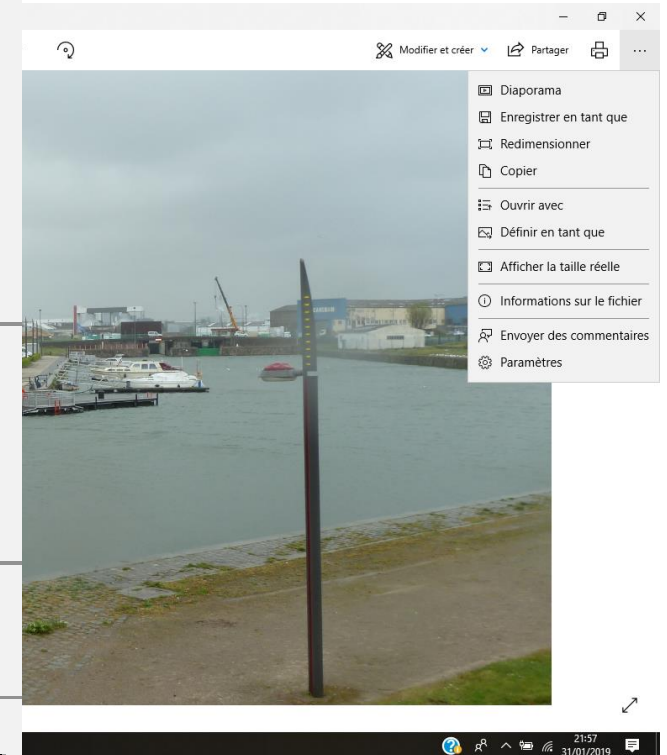 Modifier et créer
Partager
...
Diaporama
Enregistrer en tant que
Redimensionner
Copier
Ouvrir avec
Définir en tant que
Afficher la taille réelle
Informations sur le fichier
Envoyer des commentaires
Paramètres
21:57
31/01/2019